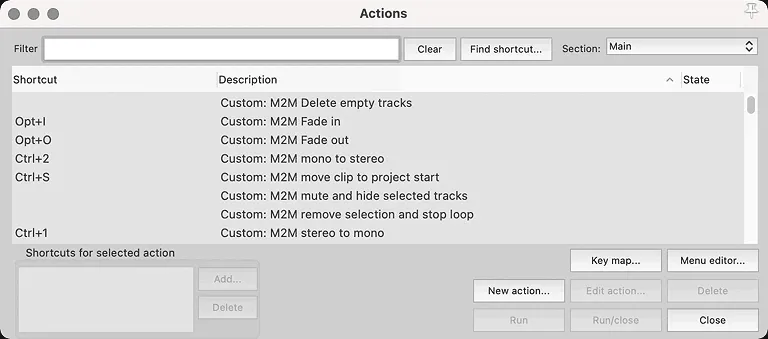 Actions
Filter Clear Find shortcut... Section: Main
Shortcut Description State
Custom: M2M Delete empty tracks
Opt+I Custom: M2M Fade in
Opt+O Custom: M2M Fade out
Ctrl+2 Custom: M2M mono to stereo
Ctrl+S Custom: M2M move clip to project start
Custom: M2M mute and hide selected tracks
Custom: M2M remove selection and stop loop
Ctrl+1 Custom: M2M stereo to mono
Shortcuts for selected action
Key map... Menu editor...
Add...
New action... Edit action... Delete
Delete
Run Run/close Close